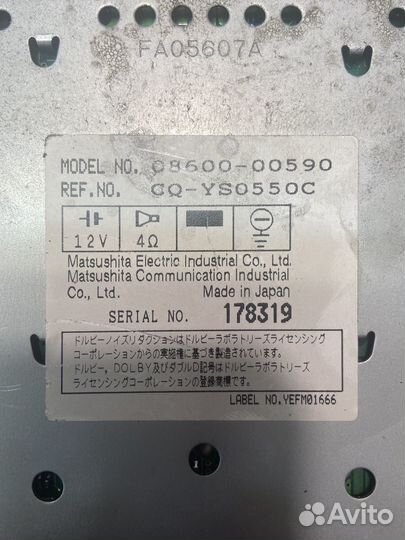 FA05607A
MODEL NO. 08600-00590
REF.NO. CQ-YS0550C
12V 4Ω
Matsushita Electric Industrial Co., Ltd.
Matsushita Communication Industrial
Co., Ltd. Made in Japan
SERIAL NO. 178319
ドルビーノイズリダクションはドルビーラボラトリーズライセンシング
コーポレーションからの実施権に基づき製造されています。
ドルビー、DOLBY及びダブルD記号はドルビーラボラトリーズ
ライセンシングコーポレーションの登録商標です。
LABEL NO.YEFM01666
Avito